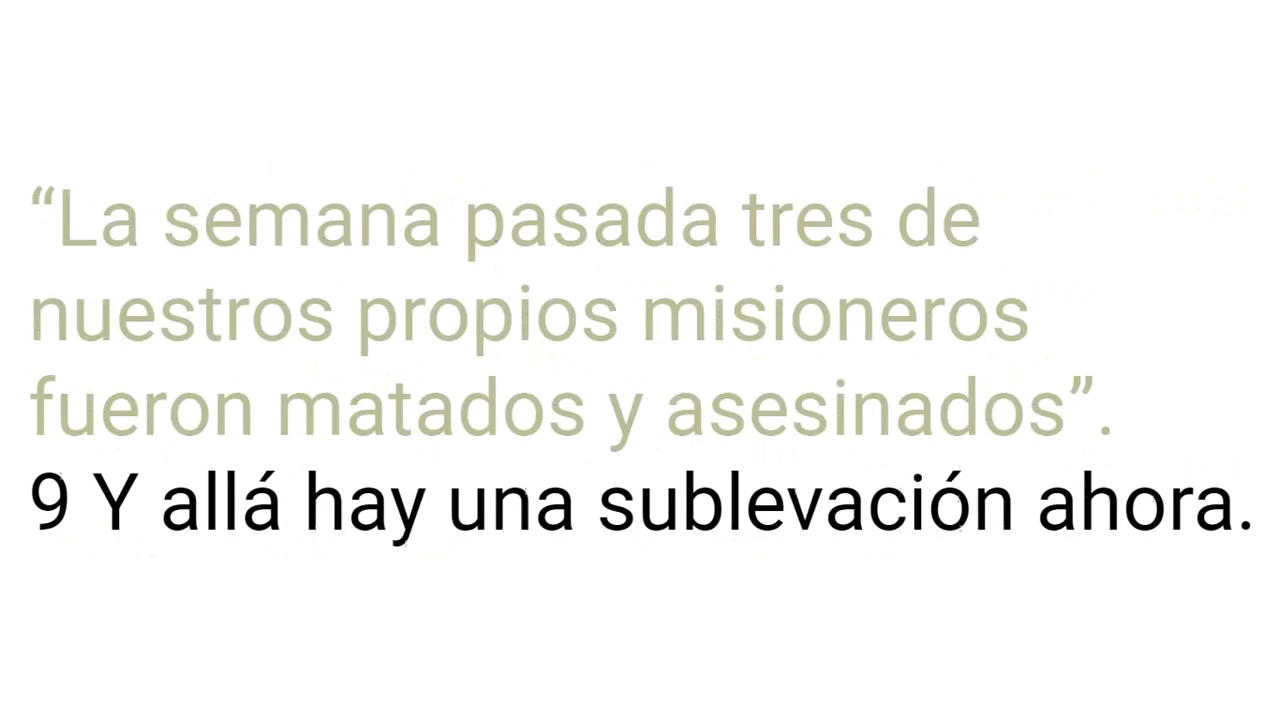 “La semana pasada tres de
nuestros propios misioneros
fueron matados y asesinados”.
9 Y allá hay una sublevación ahora.